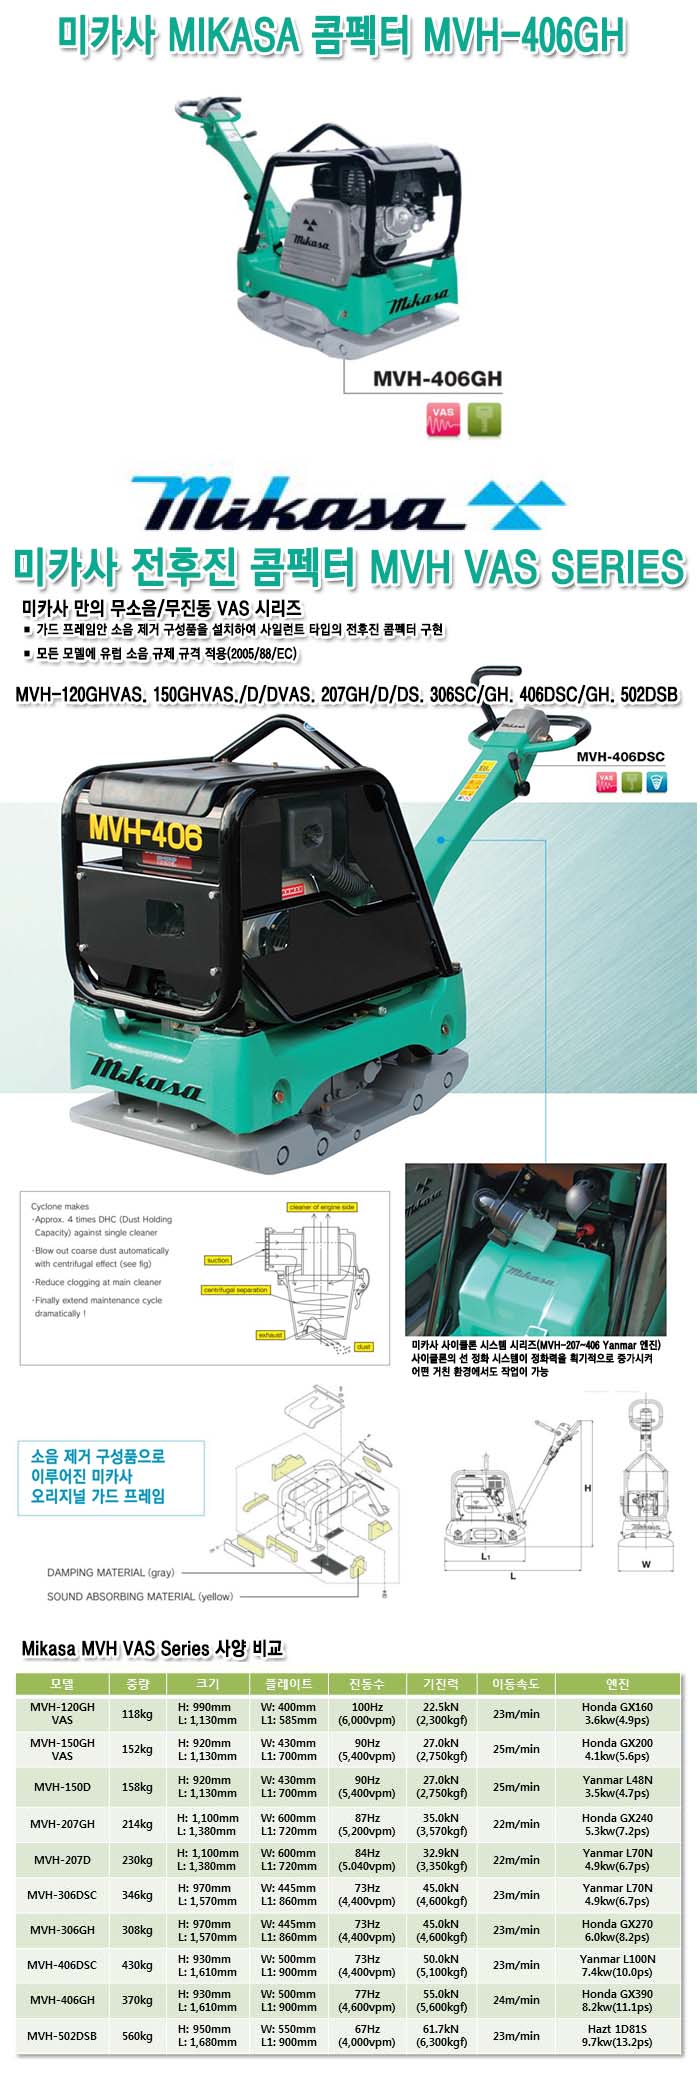 미카사 MIKASA 콤펙터 MVH-406GH
mikasa
mikasa
MVH-406GH
VAS
mikasa
미카사 전후진 콤펙터 MVH VAS SERIES
미카사 만의 무소음/무진동 VAS 시리즈
■ 가드 프레임안 소음 제거 구성품을 설치하여 사일런트 타입의 전후진 콤펙터 구현
■ 모든 모델에 유럽 소음 규제 규격 적용(2005/88/EC)
MVH-120GHVAS. 150GHVAS./D/DVAS. 207GH/D/DS. 306SC/GH. 406DSC/GH. 502DSB
MVH-406DSC
VAS
MVH-406
mikasa
Cyclone makes
·Approx. 4 times DHC (Dust Holding
Capacity) against single cleaner
·Blow out coarse dust automatically
with centrifugal effect (see fig)
·Reduce clogging at main cleaner
·Finally extend maintenance cycle
dramatically !
cleaner of engine side
suction
centrifugal separation
exhaust
dust
mikasa
미카사 사이클론 시스템 시리즈(MVH-207~406 Yanmar 엔진)
사이클론의 선 정화 시스템이 정화력을 획기적으로 증가시켜
어떤 거친 환경에서도 작업이 가능
소음 제거 구성품으로
이루어진 미카사
오리지널 가드 프레임
DAMPING MATERIAL (gray)
SOUND ABSORBING MATERIAL (yellow)
mikasa
H
L1
L
mikasa
W
Mikasa MVH VAS Series 사양 비교
모델 중량 크기 플레이트 진동수 기진력 이동속도 엔진
MVH-120GH VAS 118kg H: 990mm L: 1,130mm W: 400mm L1: 585mm 100Hz (6,000vpm) 22.5kN (2,300kgf) 23m/min Honda GX160 3.6kw(4.9ps)
MVH-150GH VAS 152kg H: 920mm L: 1,130mm W: 430mm L1: 700mm 90Hz (5,400vpm) 27.0kN (2,750kgf) 25m/min Honda GX200 4.1kw(5.6ps)
MVH-150D 158kg H: 920mm L: 1,130mm W: 430mm L1: 700mm 90Hz (5,400vpm) 27.0kN (2,750kgf) 25m/min Yanmar L48N 3.5kw(4.7ps)
MVH-207GH 214kg H: 1,100mm L: 1,380mm W: 600mm L1: 720mm 87Hz (5,200vpm) 35.0kN (3,570kgf) 22m/min Honda GX240 5.3kw(7.2ps)
MVH-207D 230kg H: 1,100mm L: 1,380mm W: 600mm L1: 720mm 84Hz (5.040vpm) 32.9kN (3,350kgf) 22m/min Yanmar L70N 4.9kw(6.7ps)
MVH-306DSC 346kg H: 970mm L: 1,570mm W: 445mm L1: 860mm 73Hz (4,400vpm) 45.0kN (4,600kgf) 23m/min Yanmar L70N 4.9kw(6.7ps)
MVH-306GH 308kg H: 970mm L: 1,570mm W: 445mm L1: 860mm 73Hz (4,400vpm) 45.0kN (4,600kgf) 23m/min Honda GX270 6.0kw(8.2ps)
MVH-406DSC 430kg H: 930mm L: 1,610mm W: 500mm L1: 900mm 73Hz (4,400vpm) 50.0kN (5,100kgf) 23m/min Yanmar L100N 7.4kw(10.0ps)
MVH-406GH 370kg H: 930mm L: 1,610mm W: 500mm L1: 900mm 77Hz (4,600vpm) 55.0kN (5,600kgf) 24m/min Honda GX390 8.2kw(11.1ps)
MVH-502DSB 560kg H: 950mm L: 1,680mm W: 550mm L1: 900mm 67Hz (4,000vpm) 61.7kN (6,300kgf) 23m/min Hazt 1D81S 9.7kw(13.2ps)